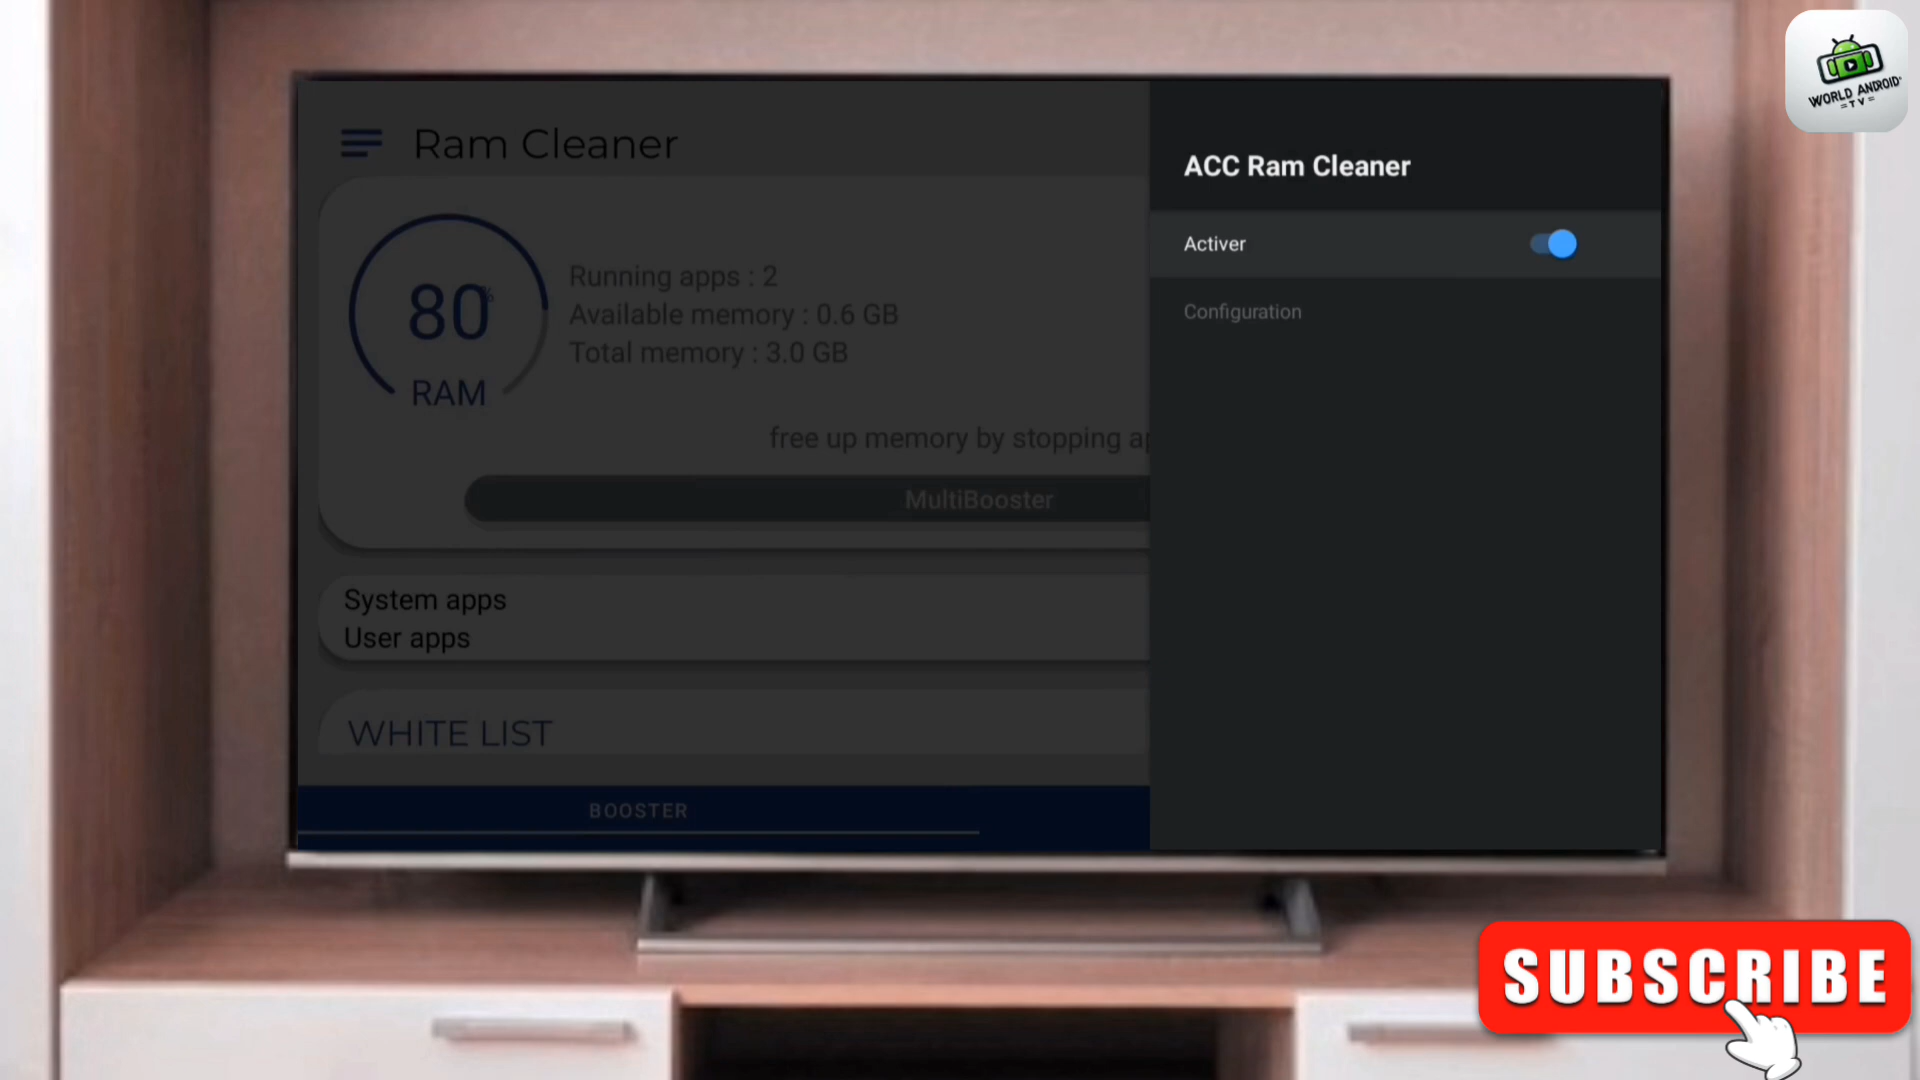 WORLD ANDROID
TV
Ram Cleaner
80%
RAM
Running apps : 2
Available memory : 0.6 GB
Total memory : 3.0 GB
free up memory by stopping
MultiBooster
System apps
User apps
WHITE LIST
BOOSTER
ACC Ram Cleaner
Activer
Configuration
SUBSCRIBE